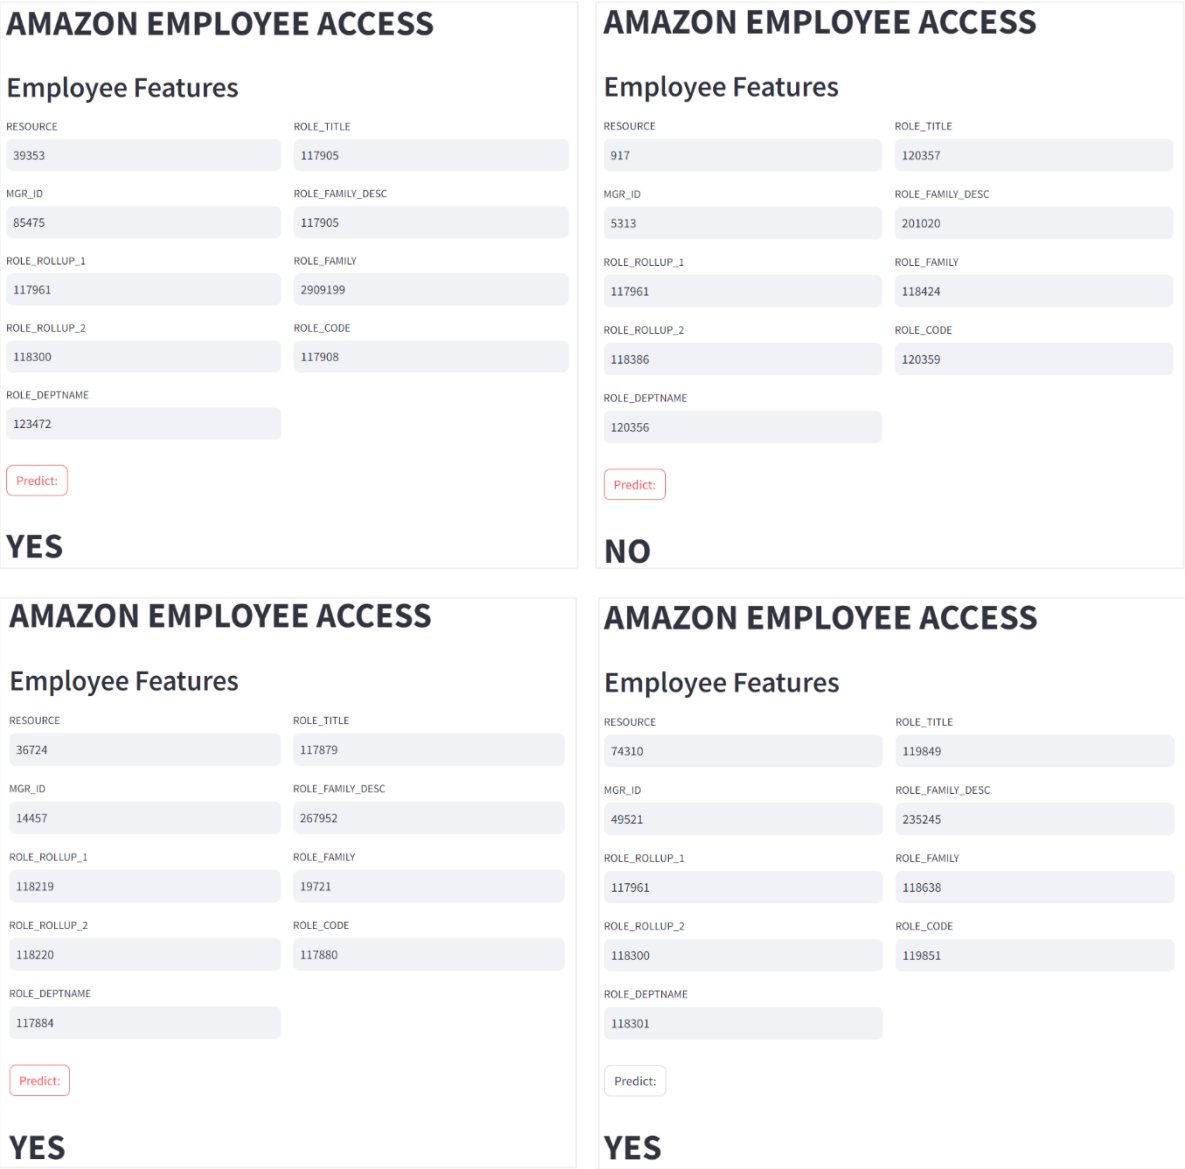 AMAZON EMPLOYEE ACCESS
Employee Features
RESOURCE ROLE_TITLE
39353 117905
MGR_ID ROLE_FAMILY_DESC
85475 117905
ROLE_ROLLUP_1 ROLE_FAMILY
117961 2909199
ROLE_ROLLUP_2 ROLE_CODE
118300 117908
ROLE_DEPTNAME
123472
Predict:
YES
AMAZON EMPLOYEE ACCESS
Employee Features
RESOURCE ROLE_TITLE
917 120357
MGR_ID ROLE_FAMILY_DESC
5313 201020
ROLE_ROLLUP_1 ROLE_FAMILY
117961 118424
ROLE_ROLLUP_2 ROLE_CODE
118386 120359
ROLE_DEPTNAME
120356
Predict:
NO
AMAZON EMPLOYEE ACCESS
Employee Features
RESOURCE ROLE_TITLE
36724 117879
MGR_ID ROLE_FAMILY_DESC
14457 267952
ROLE_ROLLUP_1 ROLE_FAMILY
118219 19721
ROLE_ROLLUP_2 ROLE_CODE
118220 117880
ROLE_DEPTNAME
117884
Predict:
YES
AMAZON EMPLOYEE ACCESS
Employee Features
RESOURCE ROLE_TITLE
74310 119849
MGR_ID ROLE_FAMILY_DESC
49521 235245
ROLE_ROLLUP_1 ROLE_FAMILY
117961 118638
ROLE_ROLLUP_2 ROLE_CODE
118300 119851
ROLE_DEPTNAME
118301
Predict:
YES